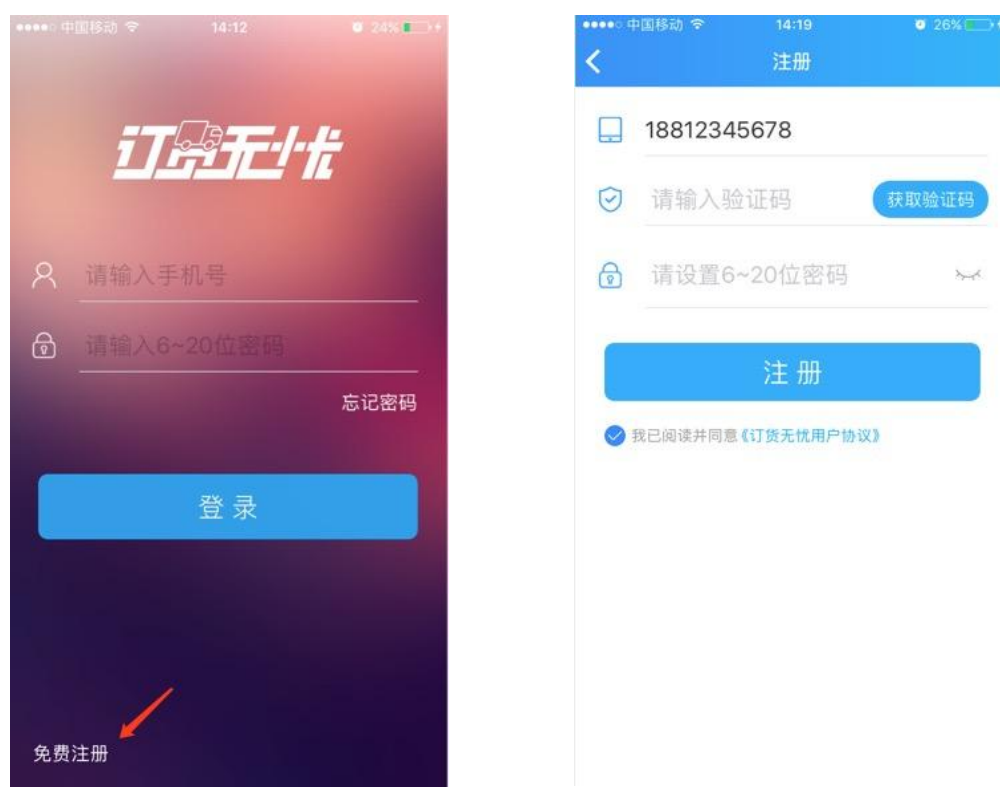 中国移动 14:12 24%
订货无忧
请输入手机号
请输入6~20位密码
忘记密码
登录
免费注册
中国移动 14:19 26%
注册
18812345678
请输入验证码 获取验证码
请设置6~20位密码
注册
我已阅读并同意《订货无忧用户协议》